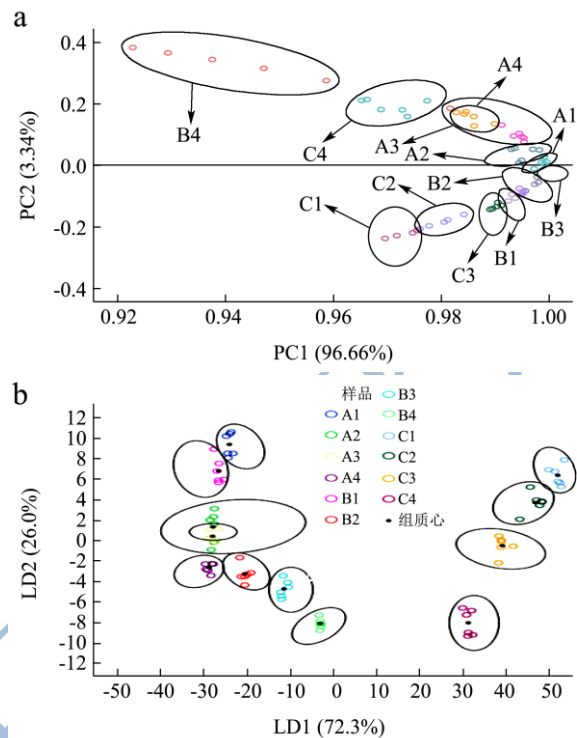 a
0.4
0.2
0.0
-0.2
-0.4
PC2 (3.34%)
B4
C4
A4
A3
A2
A1
B2
B3
C2
C1
C3
B1
0.92
0.94
0.96
0.98
1.00
PC1 (96.66%)
b
12
10
8
6
4
2
0
-2
-4
-6
-8
-10
-12
LD2 (26.0%)
样品
A1
A2
A3
A4
B1
B2
B3
B4
C1
C2
C3
C4
组质心
-50 -40 -30 -20 -10 0 10 20 30 40 50
LD1 (72.3%)